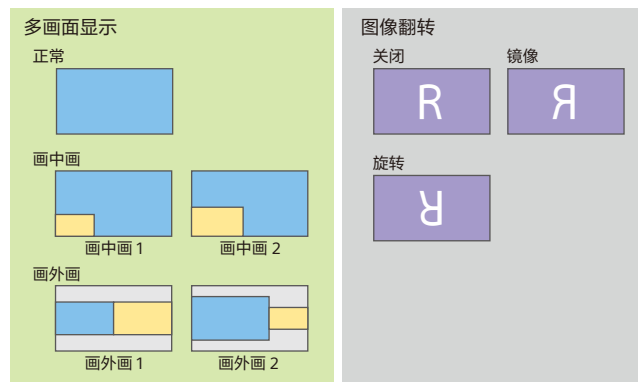 多画面显示
正常
画中画
画中画 1
画中画 2
画外画
画外画 1
画外画 2
图像翻转
关闭
镜像
R
Я
旋转
R